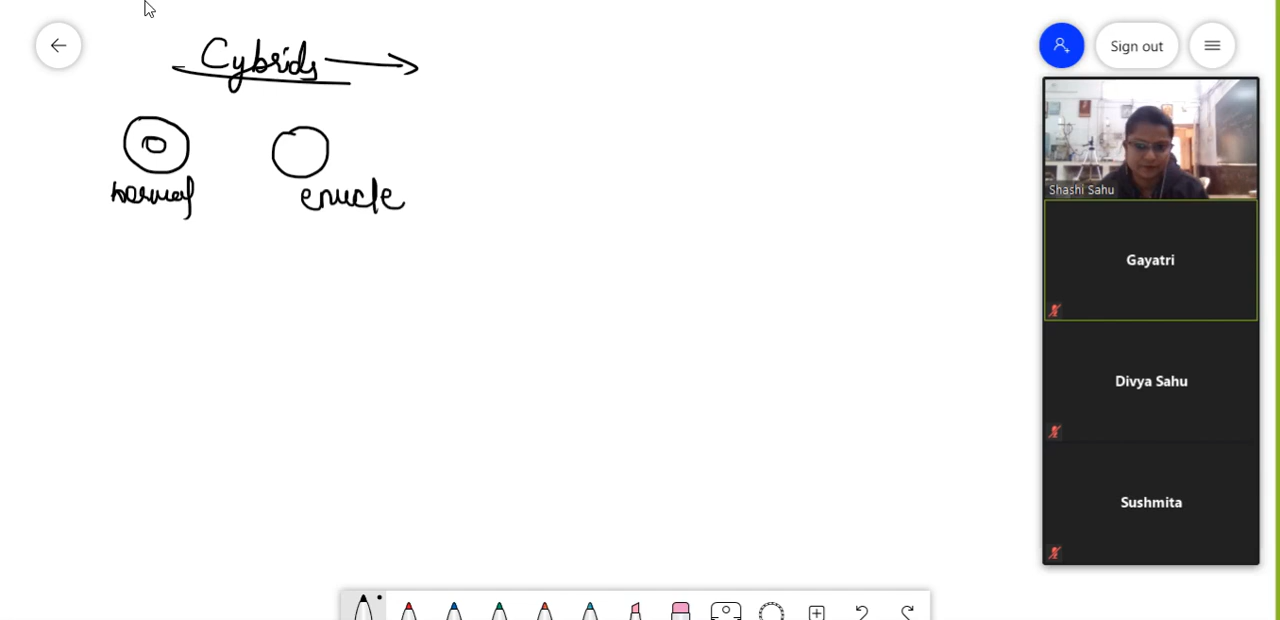 Cybrids
normal
enucle
Sign out
Shashi Sahu
Gayatri
Divya Sahu
Sushmita